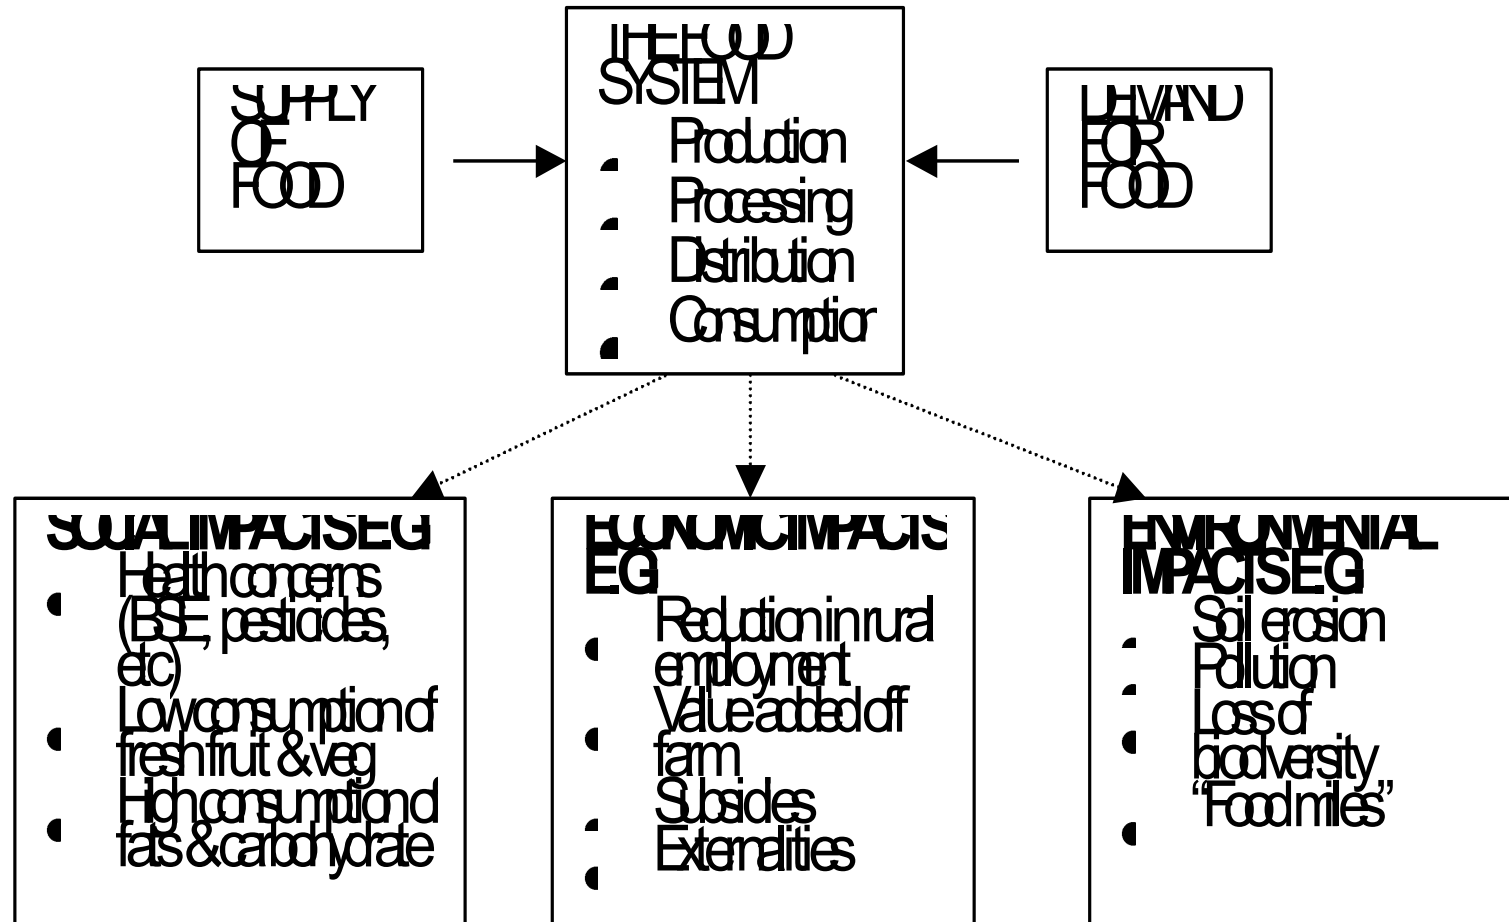 SUPPLY
OF
FOOD
THE FOOD
SYSTEM
• Production
• Processing
• Distribution
• Consumption
DEMAND
FOR
FOOD
SOCIAL IMPACTS E.G
• Health concerns
(BSE, pesticides,
etc)
• Low consumption of
fresh fruit & veg
• High consumption of
fats & carbohydrate
ECONOMIC IMPACTS
E.G
• Reduction in rural
employment
• Value added off
farm
• Subsides
• Externalities
ENVIRONMENTAL
IMPACTS E.G
• Soil erosion
• Pollution
• Loss of
biodversity
• “Food miles”